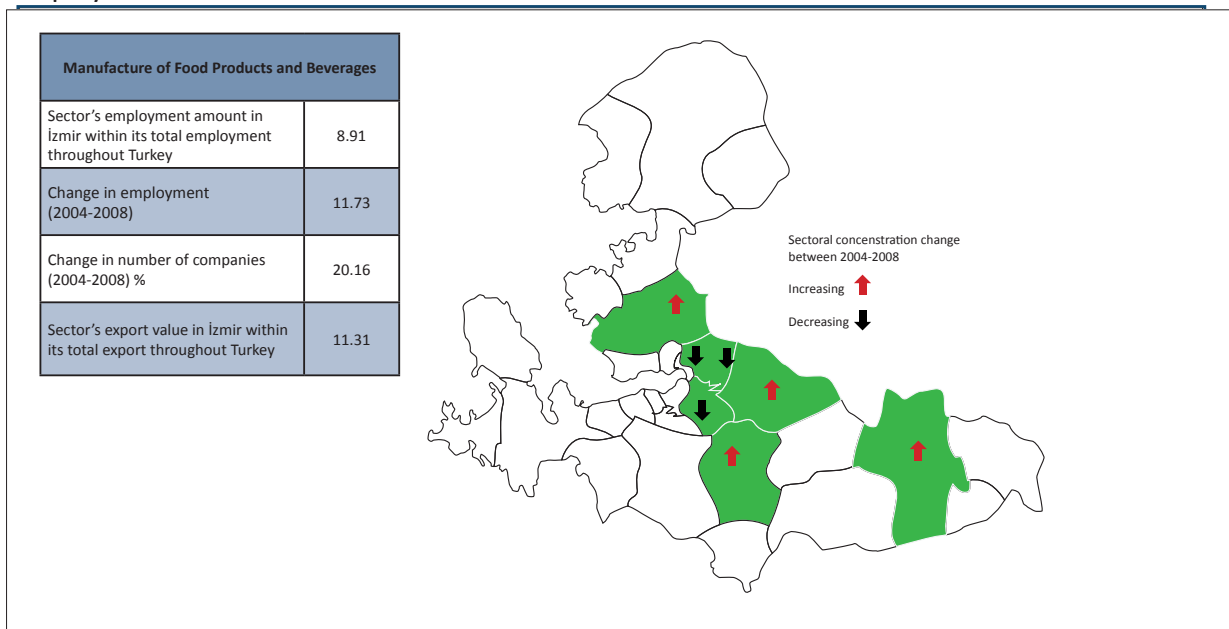 Manufacture of Food Products and Beverages
Sector's employment amount in
İzmir within its total employment
throughout Turkey
8.91
Change in employment
(2004-2008)
11.73
Change in number of companies
(2004-2008) %
20.16
Sector's export value in İzmir within
its total export throughout Turkey
11.31
Sectoral concenstration change
between 2004-2008
Increasing
Decreasing